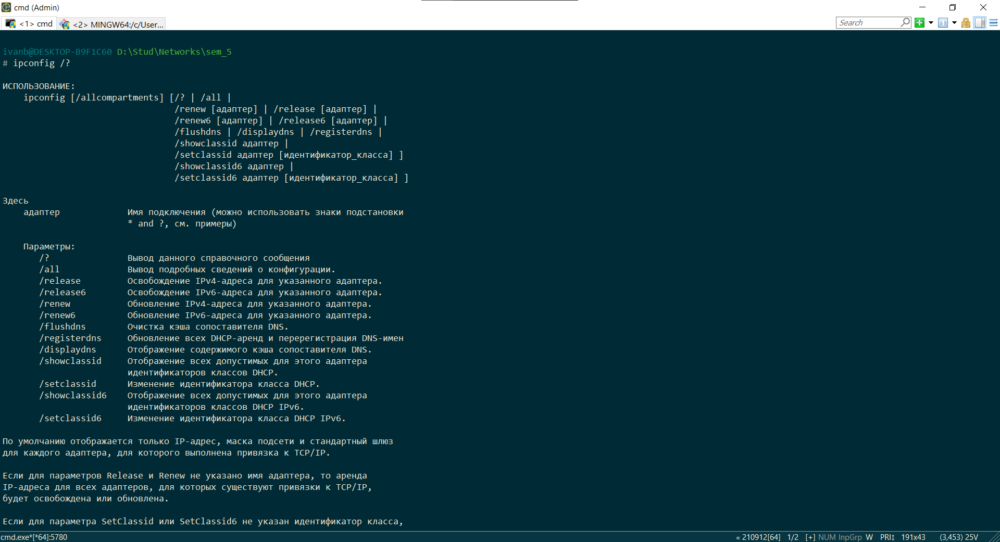 cmd (Admin)
<1> cmd
<2> MINGW64:/c/User...
Search
ivanb@DESKTOP-B9F1C60 D:\Stud\Networks\sem_5
# ipconfig /?
ИСПОЛЬЗОВАНИЕ:
ipconfig [/allcompartments] [/? | /all |
/renew [адаптер] | /release [адаптер] |
/renew6 [адаптер] | /release6 [адаптер] |
/flushdns | /displaydns | /registerdns |
/showclassid адаптер |
/setclassid адаптер [идентификатор_класса] ]
/showclassid6 адаптер |
/setclassid6 адаптер [идентификатор_класса] ]
Здесь
адаптер Имя подключения (можно использовать знаки подстановки
* and ?, см. примеры)
Параметры:
/? Вывод данного справочного сообщения
/all Вывод подробных сведений о конфигурации.
/release Освобождение IPv4-адреса для указанного адаптера.
/release6 Освобождение IPv6-адреса для указанного адаптера.
/renew Обновление IPv4-адреса для указанного адаптера.
/renew6 Обновление IPv6-адреса для указанного адаптера.
/flushdns Очистка кэша сопоставителя DNS.
/registerdns Обновление всех DHCP-аренд и перерегистрация DNS-имен
/displaydns Отображение содержимого кэша сопоставителя DNS.
/showclassid Отображение всех допустимых для этого адаптера
идентификаторов классов DHCP.
/setclassid Изменение идентификатора класса DHCP.
/showclassid6 Отображение всех допустимых для этого адаптера
идентификаторов классов DHCP IPv6.
/setclassid6 Изменение идентификатора класса DHCP IPv6.
По умолчанию отображается только IP-адрес, маска подсети и стандартный шлюз
для каждого адаптера, для которого выполнена привязка к TCP/IP.
Если для параметров Release и Renew не указано имя адаптера, то аренда
IP-адреса для всех адаптеров, для которых существуют привязки к TCP/IP,
будет освобождена или обновлена.
Если для параметра SetClassid или SetClassid6 не указан идентификатор класса,
cmd.exe*[*64]:5780 « 210912[64] 1/2 [+] NUM InpGrp W PRI↕ 191x43 (3,453) 25V